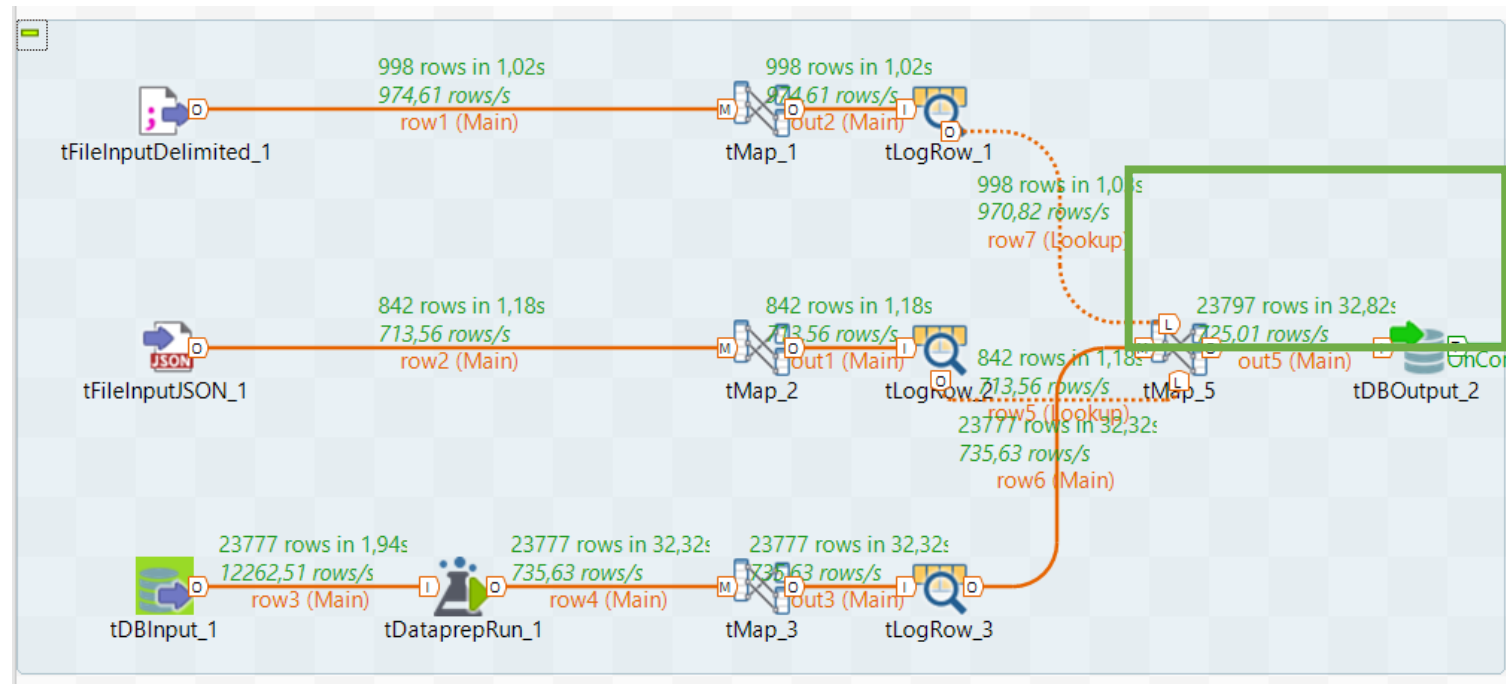 998 rows in 1,02s
974,61 rows/s
row1 (Main)
998 rows in 1,02s
974,61 rows/s
out2 (Main)
M
O
I
O
O
tFileInputDelimited_1
tMap_1
tLogRow_1
998 rows in 1,03s
970,82 rows/s
row7 (Lookup)
842 rows in 1,18s
713,56 rows/s
row2 (Main)
842 rows in 1,18s
713,56 rows/s
out1 (Main)
JSON
O
M
O
I
O
tFileInputJSON_1
tMap_2
tLogRow_2
842 rows in 1,18s
713,56 rows/s
row5 (Lookup)
23797 rows in 32,82s
725,01 rows/s
out5 (Main)
L
O
L
tMap_5
tDBOutput_2
23777 rows in 32,32s
735,63 rows/s
row6 (Main)
23777 rows in 1,94s
12262,51 rows/s
row3 (Main)
23777 rows in 32,32s
735,63 rows/s
row4 (Main)
23777 rows in 32,32s
735,63 rows/s
out3 (Main)
O
I
O
M
O
I
O
tDBInput_1
tDataprepRun_1
tMap_3
tLogRow_3